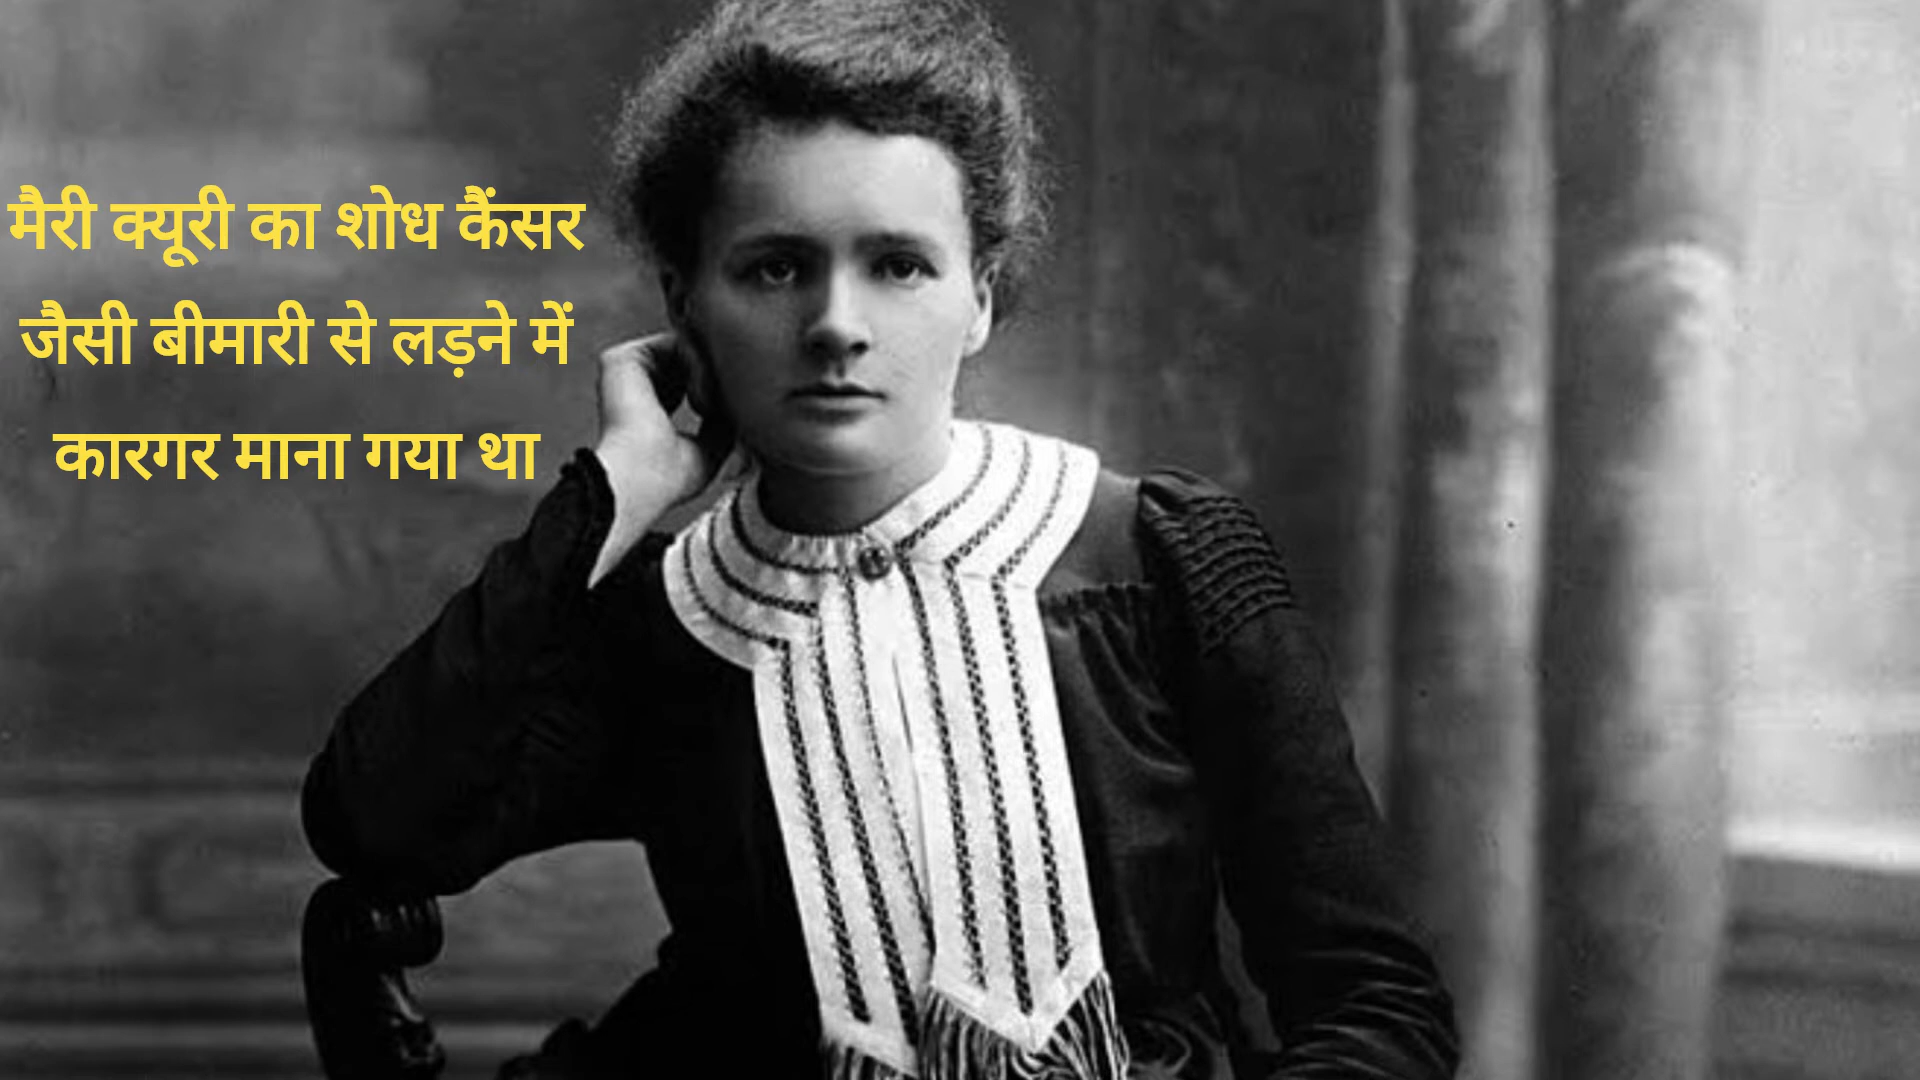 मैरी क्यूरी का शोध कैंसर
जैसी बीमारी से लड़ने में
कारगर माना गया था